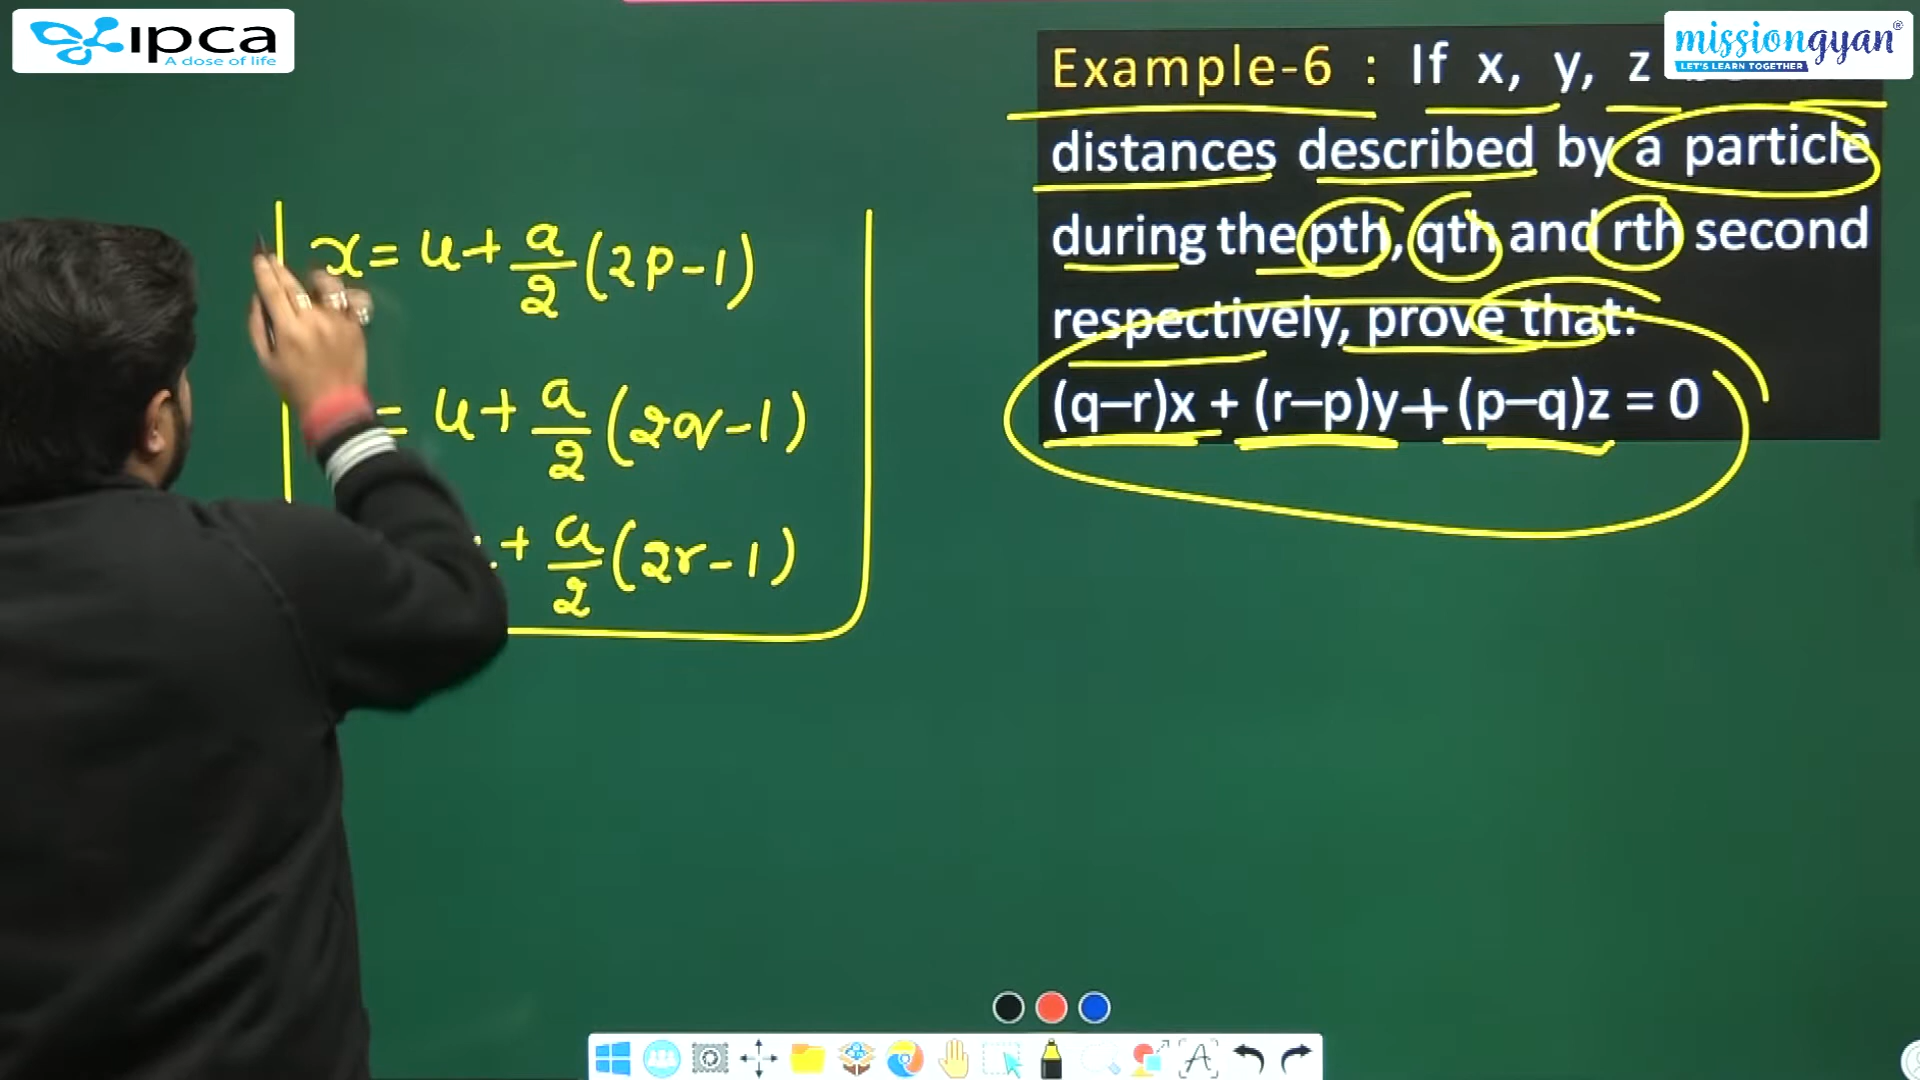 ipca
A dose of life
missiongyan®
LET'S LEARN TOGETHER
Example-6 : If x, y, z
distances described by a particle
during the pth, qth and rth second
respectively, prove that:
(q–r)x + (r–p)y + (p–q)z = 0
x = u + a/2 (2p-1)
= u + a/2 (2q-1)
+ a/2 (2r-1)